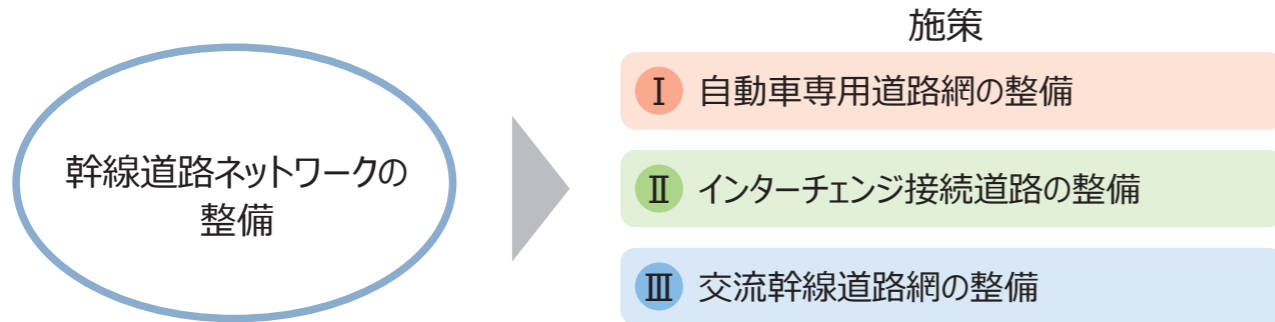 幹線道路ネットワークの
整備
施策
Ⅰ 自動車専用道路網の整備
Ⅱ インターチェンジ接続道路の整備
Ⅲ 交流幹線道路網の整備